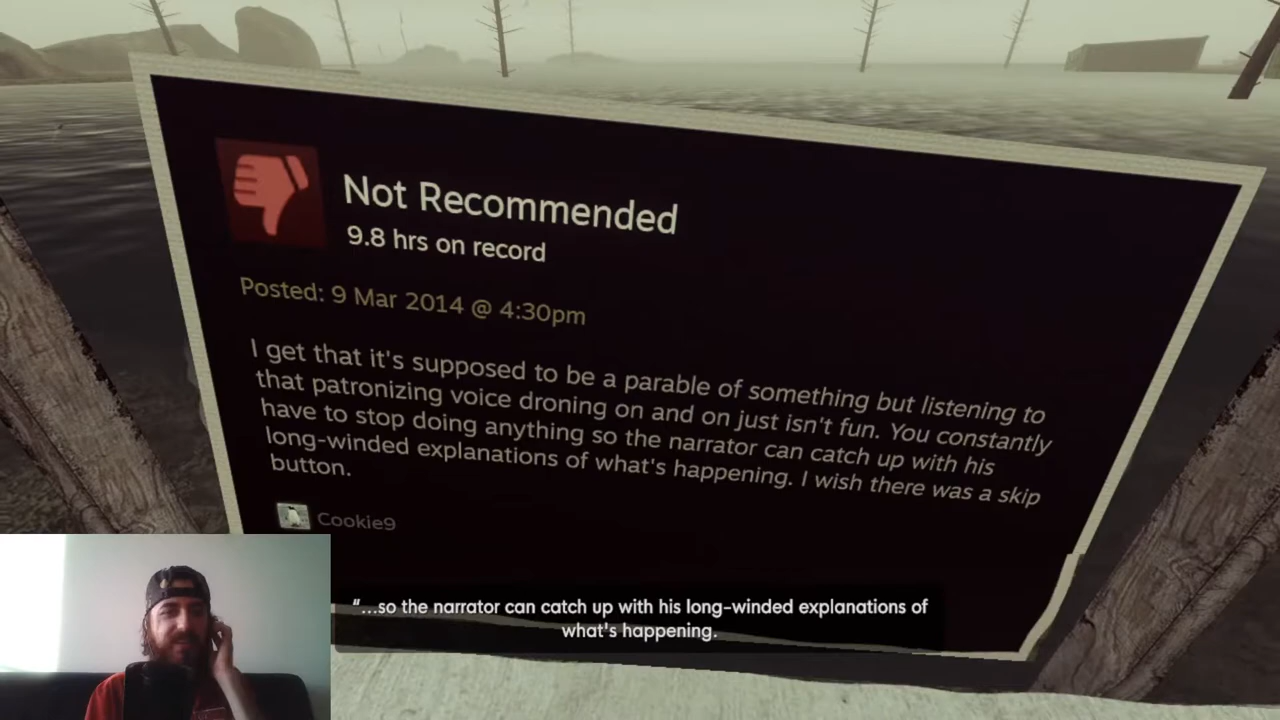 Not Recommended
9.8 hrs on record
Posted: 9 Mar 2014 @ 4:30pm
I get that it's supposed to be a parable of something but listening to
that patronizing voice droning on and on just isn't fun. You constantly
have to stop doing anything so the narrator can catch up with his
long-winded explanations of what's happening. I wish there was a skip
button.
Cookie9
"...so the narrator can catch up with his long-winded explanations of
what's happening.